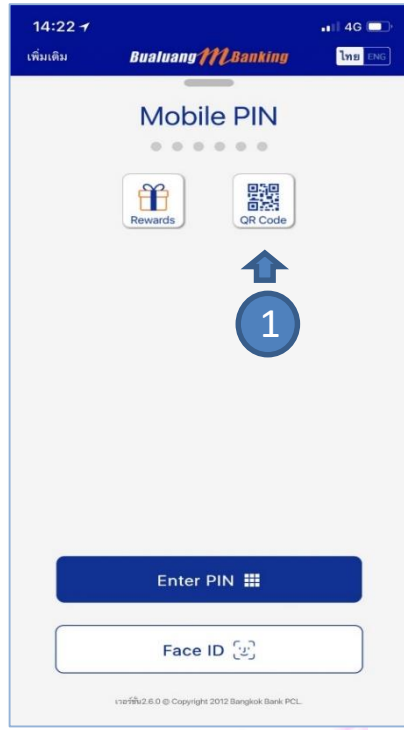 14:22 4G
เพิ่มเติม Bualuang mBanking ไทย ENG
Mobile PIN
Rewards QR Code
1
Enter PIN
Face ID
เวอร์ชัน2.6.0 © Copyright 2012 Bangkok Bank PCL.